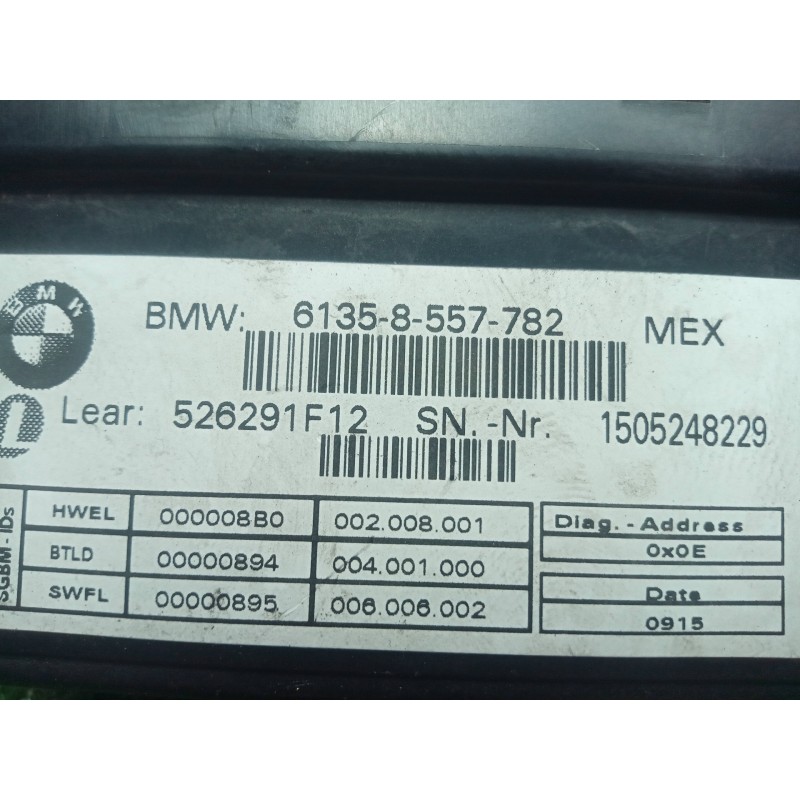 BMW
BMW: 6135-8-557-782 MEX
Lear: 526291F12 SN.-Nr. 1505248229
SGBM-IDs
HWEL 000008B0 002.008.001
BTLD 00000894 004.001.000
SWFL 00000895 006.006.002
Diag.-Address
0x0E
Date
0915